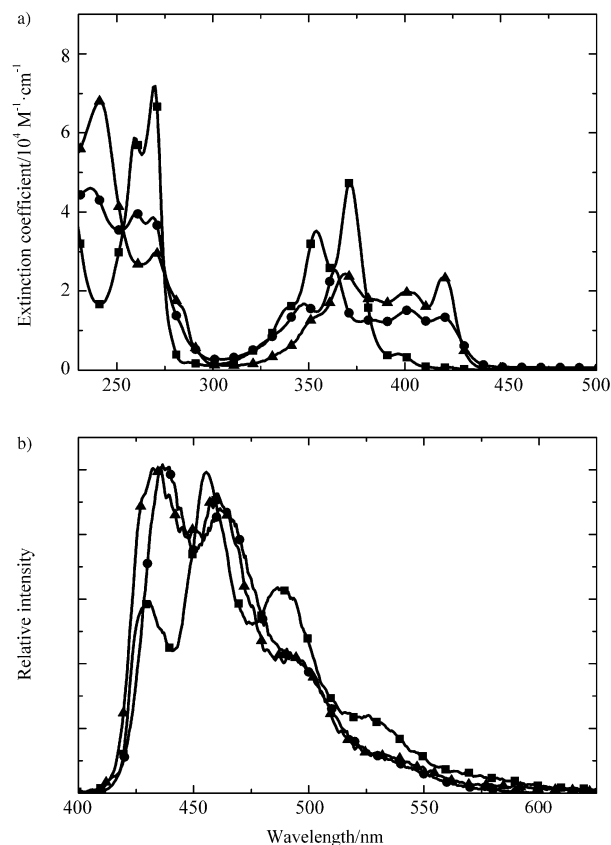 a)
8
6
4
2
0
Extinction coefficient/10⁴ M⁻¹·cm⁻¹
250 300 350 400 450 500
b)
Relative intensity
400 450 500 550 600
Wavelength/nm